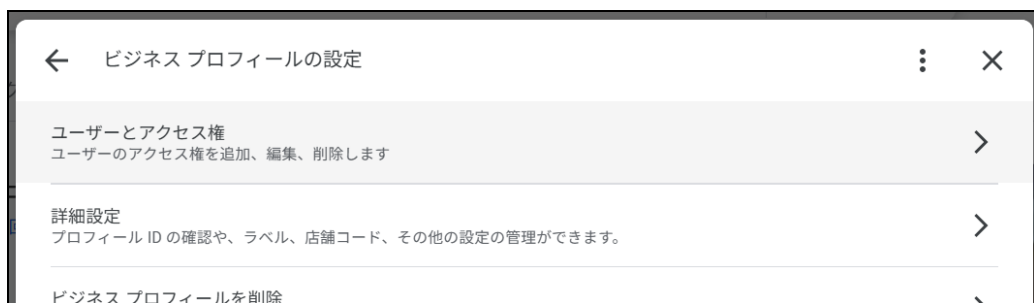 ビジネス プロフィールの設定
ユーザーとアクセス権
ユーザーのアクセス権を追加、編集、削除します
詳細設定
プロフィール ID の確認や、ラベル、店舗コード、その他の設定の管理ができます。
ビジネス プロフィールを削除